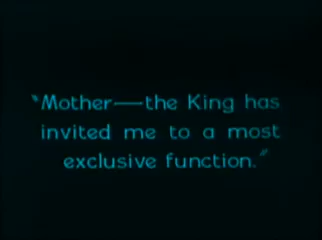 "Mother—the King has
invited me to a most
exclusive function."